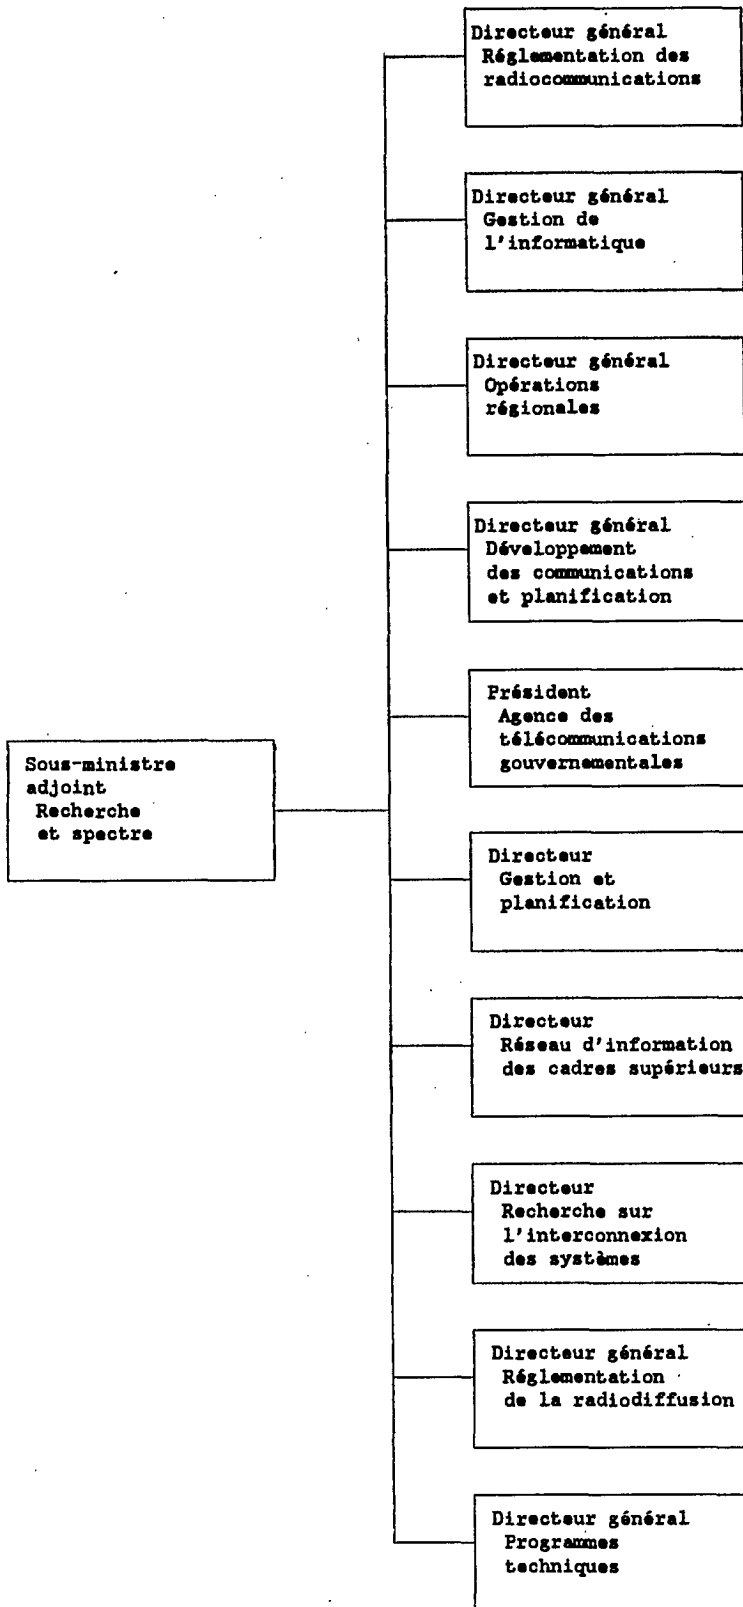 Directeur général
Réglementation des
radiocommunications
Directeur général
Gestion de
l'informatique
Directeur général
Opérations
régionales
Directeur général
Développement
des communications
et planification
Président
Agence des
télécommunications
gouvernementales
Sous-ministre
adjoint
Recherche
et spectre
Directeur
Gestion et
planification
Directeur
Réseau d'information
des cadres supérieurs
Directeur
Recherche sur
l'interconnexion
des systèmes
Directeur général
Réglementation
de la radiodiffusion
Directeur général
Programmes
techniques